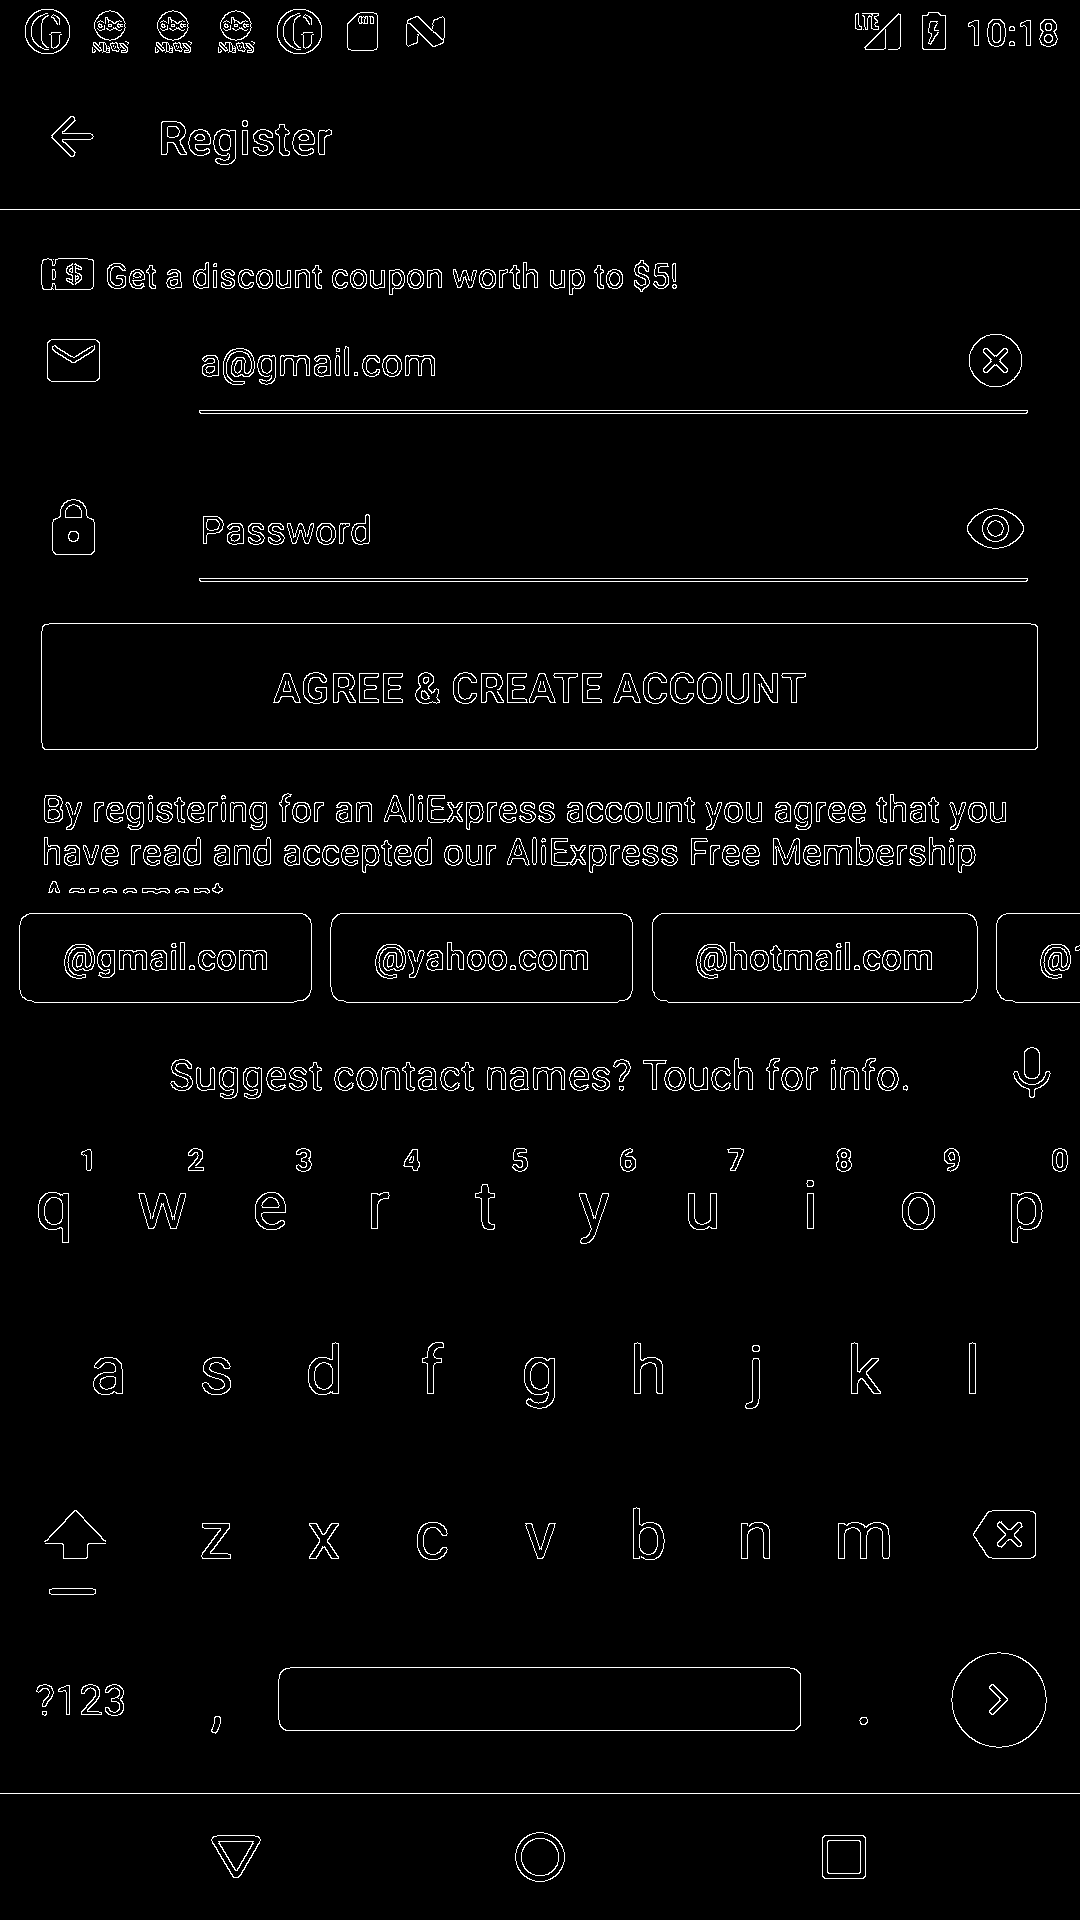 abc abc abc LTE 10:18
Register
Get a discount coupon worth up to $5!
a@gmail.com
Password
AGREE & CREATE ACCOUNT
By registering for an AliExpress account you agree that you
have read and accepted our AliExpress Free Membership
@gmail.com @yahoo.com @hotmail.com
Suggest contact names? Touch for info.
1 2 3 4 5 6 7 8 9 0
q w e r t y u i o p
a s d f g h j k l
z x c v b n m
?123 , .